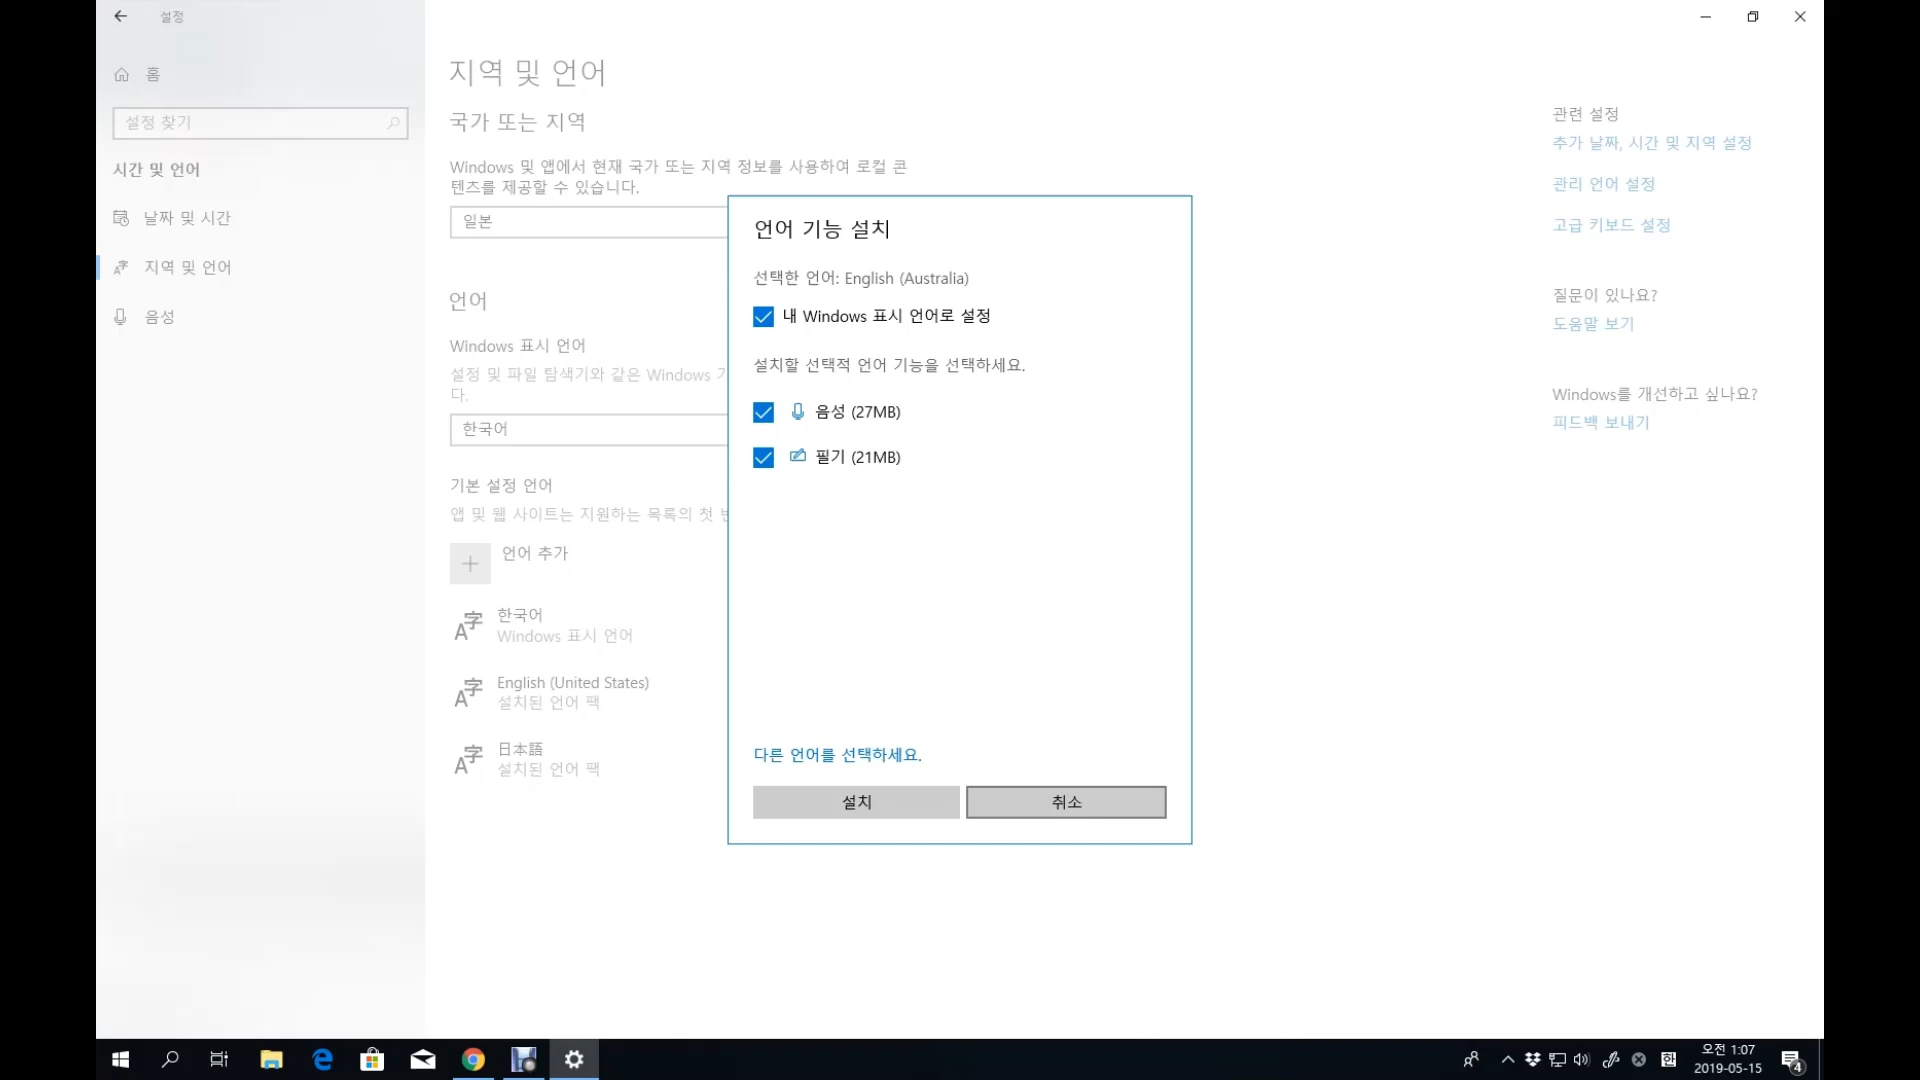 설정
홈
설정 찾기
시간 및 언어
날짜 및 시간
지역 및 언어
음성
지역 및 언어
국가 또는 지역
Windows 및 앱에서 현재 국가 또는 지역 정보를 사용하여 로컬 콘
텐츠를 제공할 수 있습니다.
일본
언어
Windows 표시 언어
설정 및 파일 탐색기와 같은 Windows
다.
한국어
기본 설정 언어
앱 및 웹 사이트는 지원하는 목록의 첫
언어 추가
한국어
Windows 표시 언어
English (United States)
설치된 언어 팩
日本語
설치된 언어 팩
언어 기능 설치
선택한 언어: English (Australia)
내 Windows 표시 언어로 설정
설치할 선택적 언어 기능을 선택하세요.
음성 (27MB)
필기 (21MB)
다른 언어를 선택하세요.
설치
취소
관련 설정
추가 날짜, 시간 및 지역 설정
관리 언어 설정
고급 키보드 설정
질문이 있나요?
도움말 보기
Windows를 개선하고 싶나요?
피드백 보내기
한
오전 1:07
2019-05-15
4